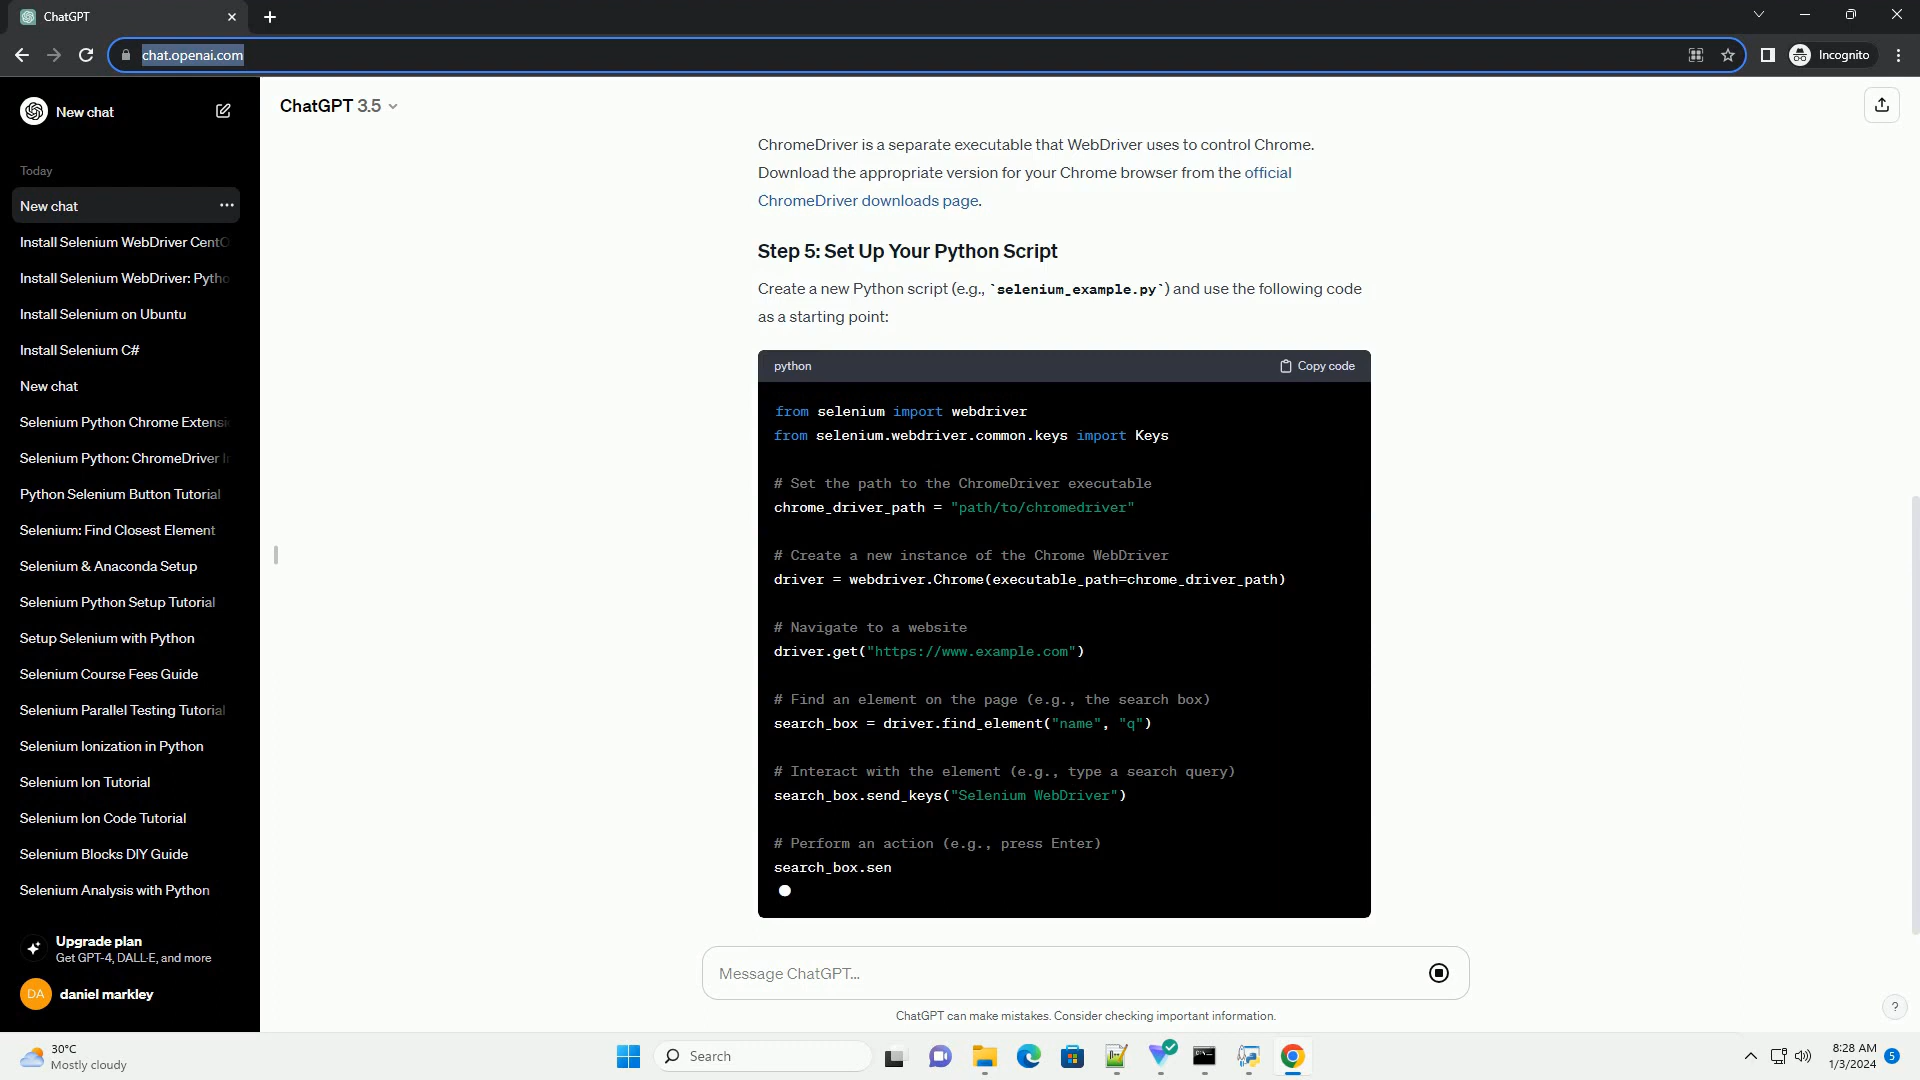 ChatGPT
chat.openai.com
Incognito
New chat
Today
New chat
Install Selenium WebDriver CentO
Install Selenium WebDriver: Pytho
Install Selenium on Ubuntu
Install Selenium C#
New chat
Selenium Python Chrome Extensi
Selenium Python: ChromeDriver In
Python Selenium Button Tutorial
Selenium: Find Closest Element
Selenium & Anaconda Setup
Selenium Python Setup Tutorial
Setup Selenium with Python
Selenium Course Fees Guide
Selenium Parallel Testing Tutorial
Selenium Ionization in Python
Selenium Ion Tutorial
Selenium Ion Code Tutorial
Selenium Blocks DIY Guide
Selenium Analysis with Python
Upgrade plan
Get GPT-4, DALL·E, and more
DA daniel markley
ChatGPT 3.5
ChromeDriver is a separate executable that WebDriver uses to control Chrome.
Download the appropriate version for your Chrome browser from the official
ChromeDriver downloads page.
Step 5: Set Up Your Python Script
Create a new Python script (e.g., `selenium_example.py`) and use the following code
as a starting point:
python Copy code
from selenium import webdriver
from selenium.webdriver.common.keys import Keys
# Set the path to the ChromeDriver executable
chrome_driver_path = "path/to/chromedriver"
# Create a new instance of the Chrome WebDriver
driver = webdriver.Chrome(executable_path=chrome_driver_path)
# Navigate to a website
driver.get("https://www.example.com")
# Find an element on the page (e.g., the search box)
search_box = driver.find_element("name", "q")
# Interact with the element (e.g., type a search query)
search_box.send_keys("Selenium WebDriver")
# Perform an action (e.g., press Enter)
search_box.sen
Message ChatGPT...
ChatGPT can make mistakes. Consider checking important information.
?
30°C
Mostly cloudy
Search
8:28 AM
1/3/2024
5